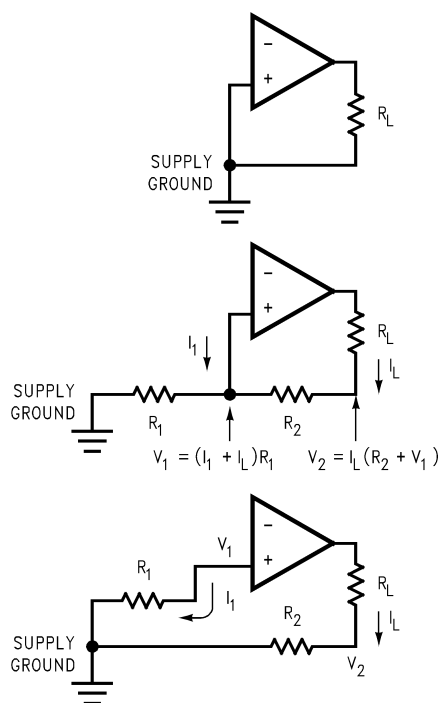 -
+
R_L
SUPPLY
GROUND
-
+
I_1
R_L
I_L
SUPPLY
GROUND
R_1
R_2
V_1 = (I_1 + I_L)R_1
V_2 = I_L(R_2 + V_1)
-
+
V_1
R_1
I_1
R_L
R_2
I_L
SUPPLY
GROUND
V_2